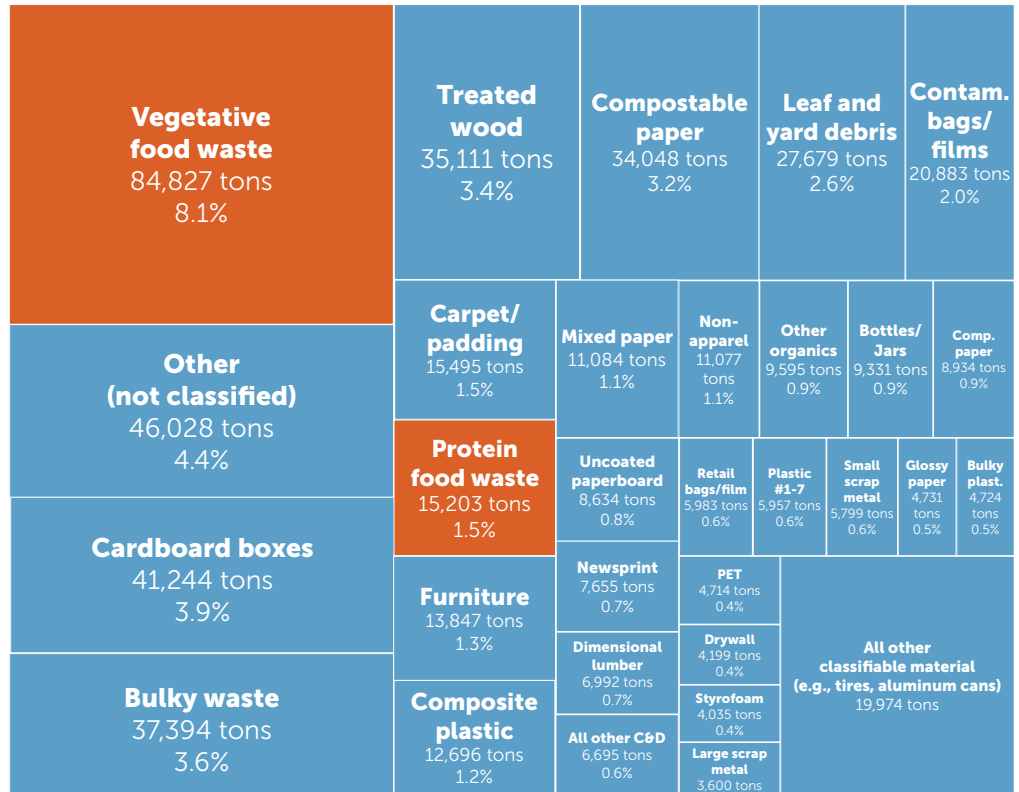 Vegetative
food waste
84,827 tons
8.1%
Other
(not classified)
46,028 tons
4.4%
Cardboard boxes
41,244 tons
3.9%
Bulky waste
37,394 tons
3.6%
Treated
wood
35,111 tons
3.4%
Compostable
paper
34,048 tons
3.2%
Leaf and
yard debris
27,679 tons
2.6%
Contam.
bags/
films
20,883 tons
2.0%
Carpet/
padding
15,495 tons
1.5%
Protein
food waste
15,203 tons
1.5%
Furniture
13,847 tons
1.3%
Composite
plastic
12,696 tons
1.2%
Mixed paper
11,084 tons
1.1%
Non-
apparel
11,077
tons
1.1%
Other
organics
9,595 tons
0.9%
Bottles/
Jars
9,331 tons
0.9%
Comp.
paper
8,934 tons
0.9%
Uncoated
paperboard
8,634 tons
0.8%
Newsprint
7,655 tons
0.7%
Dimensional
lumber
6,992 tons
0.7%
All other C&D
6,695 tons
0.6%
Retail
bags/film
5,983 tons
0.6%
Plastic
#1-7
5,957 tons
0.6%
Small
scrap
metal
5,799 tons
0.6%
Glossy
paper
4,731
tons
0.5%
Bulky
plast.
4,724
tons
0.5%
PET
4,714 tons
0.4%
Drywall
4,199 tons
0.4%
Styrofoam
4,035 tons
0.4%
Large scrap
metal
3,600 tons
All other
classifiable material
(e.g., tires, aluminum cans)
19,974 tons